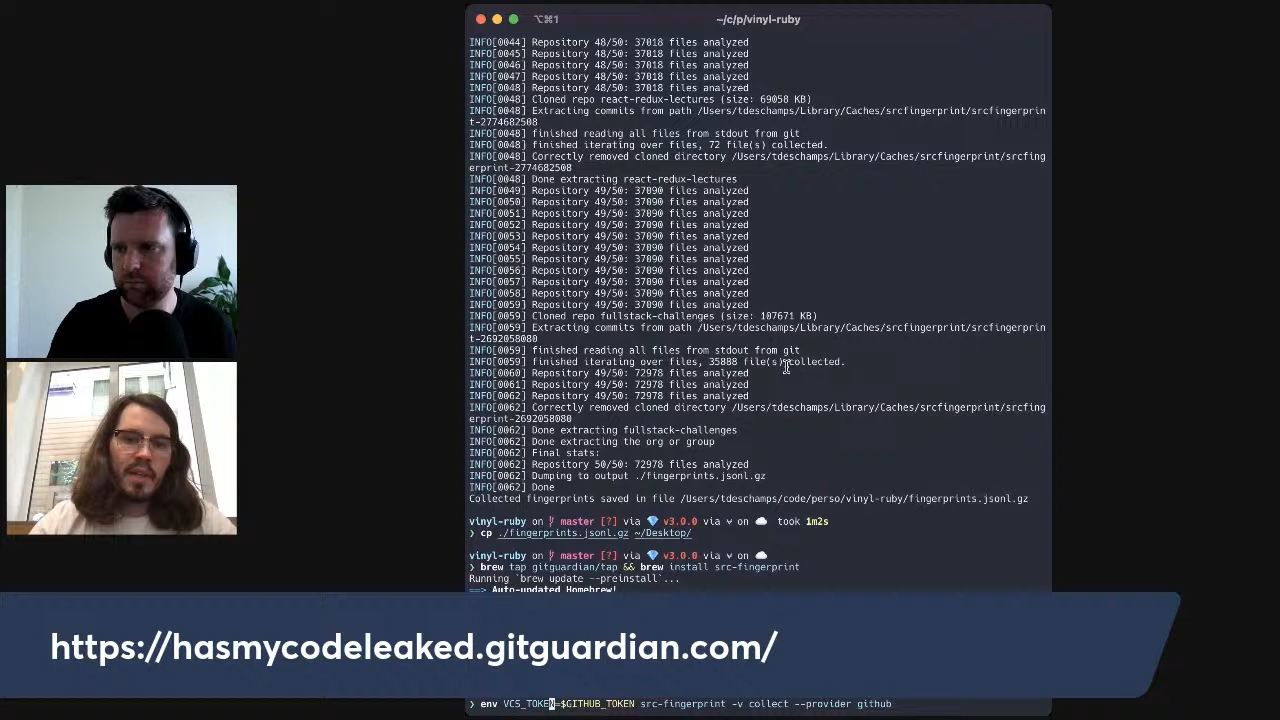 ⌥⌘1
~/c/p/vinyl-ruby
INFO[0044] Repository 48/50: 37018 files analyzed
INFO[0045] Repository 48/50: 37018 files analyzed
INFO[0046] Repository 48/50: 37018 files analyzed
INFO[0047] Repository 48/50: 37018 files analyzed
INFO[0048] Repository 48/50: 37018 files analyzed
INFO[0048] Cloned repo react-redux-lectures (size: 69058 KB)
INFO[0048] Extracting commits from path /Users/tdeschamps/Library/Caches/srcfingerprint/srcfingerprin
t-2774682508
INFO[0048] finished reading all files from stdout from git
INFO[0048] finished iterating over files, 72 file(s) collected.
INFO[0048] Correctly removed cloned directory /Users/tdeschamps/Library/Caches/srcfingerprint/srcfing
erprint-2774682508
INFO[0048] Done extracting react-redux-lectures
INFO[0049] Repository 49/50: 37090 files analyzed
INFO[0050] Repository 49/50: 37090 files analyzed
INFO[0051] Repository 49/50: 37090 files analyzed
INFO[0052] Repository 49/50: 37090 files analyzed
INFO[0053] Repository 49/50: 37090 files analyzed
INFO[0054] Repository 49/50: 37090 files analyzed
INFO[0055] Repository 49/50: 37090 files analyzed
INFO[0056] Repository 49/50: 37090 files analyzed
INFO[0057] Repository 49/50: 37090 files analyzed
INFO[0058] Repository 49/50: 37090 files analyzed
INFO[0059] Repository 49/50: 37090 files analyzed
INFO[0059] Cloned repo fullstack-challenges (size: 107671 KB)
INFO[0059] Extracting commits from path /Users/tdeschamps/Library/Caches/srcfingerprint/srcfingerprin
t-2692058080
INFO[0059] finished reading all files from stdout from git
INFO[0059] finished iterating over files, 35888 file(s) collected.
INFO[0060] Repository 49/50: 72978 files analyzed
INFO[0061] Repository 49/50: 72978 files analyzed
INFO[0062] Repository 49/50: 72978 files analyzed
INFO[0062] Correctly removed cloned directory /Users/tdeschamps/Library/Caches/srcfingerprint/srcfing
erprint-2692058080
INFO[0062] Done extracting fullstack-challenges
INFO[0062] Done extracting the org or group
INFO[0062] Final stats:
INFO[0062] Repository 50/50: 72978 files analyzed
INFO[0062] Dumping to output ./fingerprints.jsonl.gz
INFO[0062] Done
Collected fingerprints saved in file /Users/tdeschamps/code/perso/vinyl-ruby/fingerprints.jsonl.gz
vinyl-ruby on master [?] via 💎 v3.0.0 via on ☁️ took 1m2s
❯ cp ./fingerprints.jsonl.gz ~/Desktop/
vinyl-ruby on master [?] via 💎 v3.0.0 via on ☁️
❯ brew tap gitguardian/tap && brew install src-fingerprint
Running `brew update --preinstall`...
==> Auto-updated Homebrew!
https://hasmycodeleaked.gitguardian.com/
❯ env VCS_TOKEN=$GITHUB_TOKEN src-fingerprint -v collect --provider github